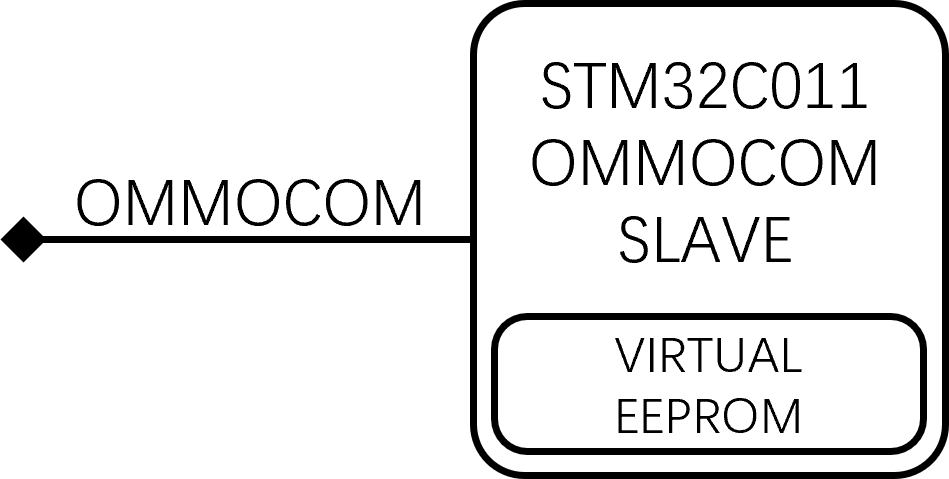 OMMOCOM
STM32C011
OMMOCOM
SLAVE
VIRTUAL
EEPROM